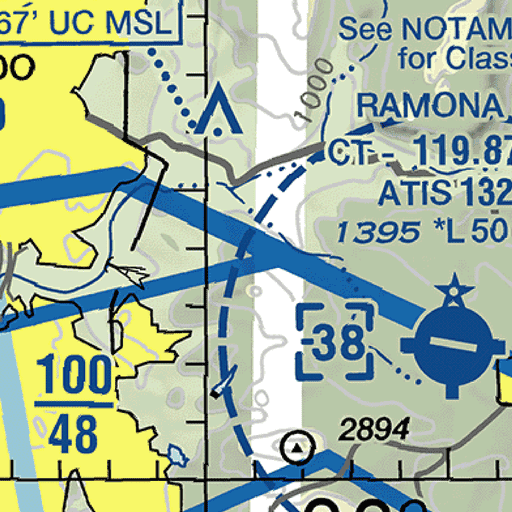 67' UC MSL
See NOTAM
for Class
1000
RAMONA
CT - 119.87
ATIS 132
1395 *L 50
-38
100
48
2894